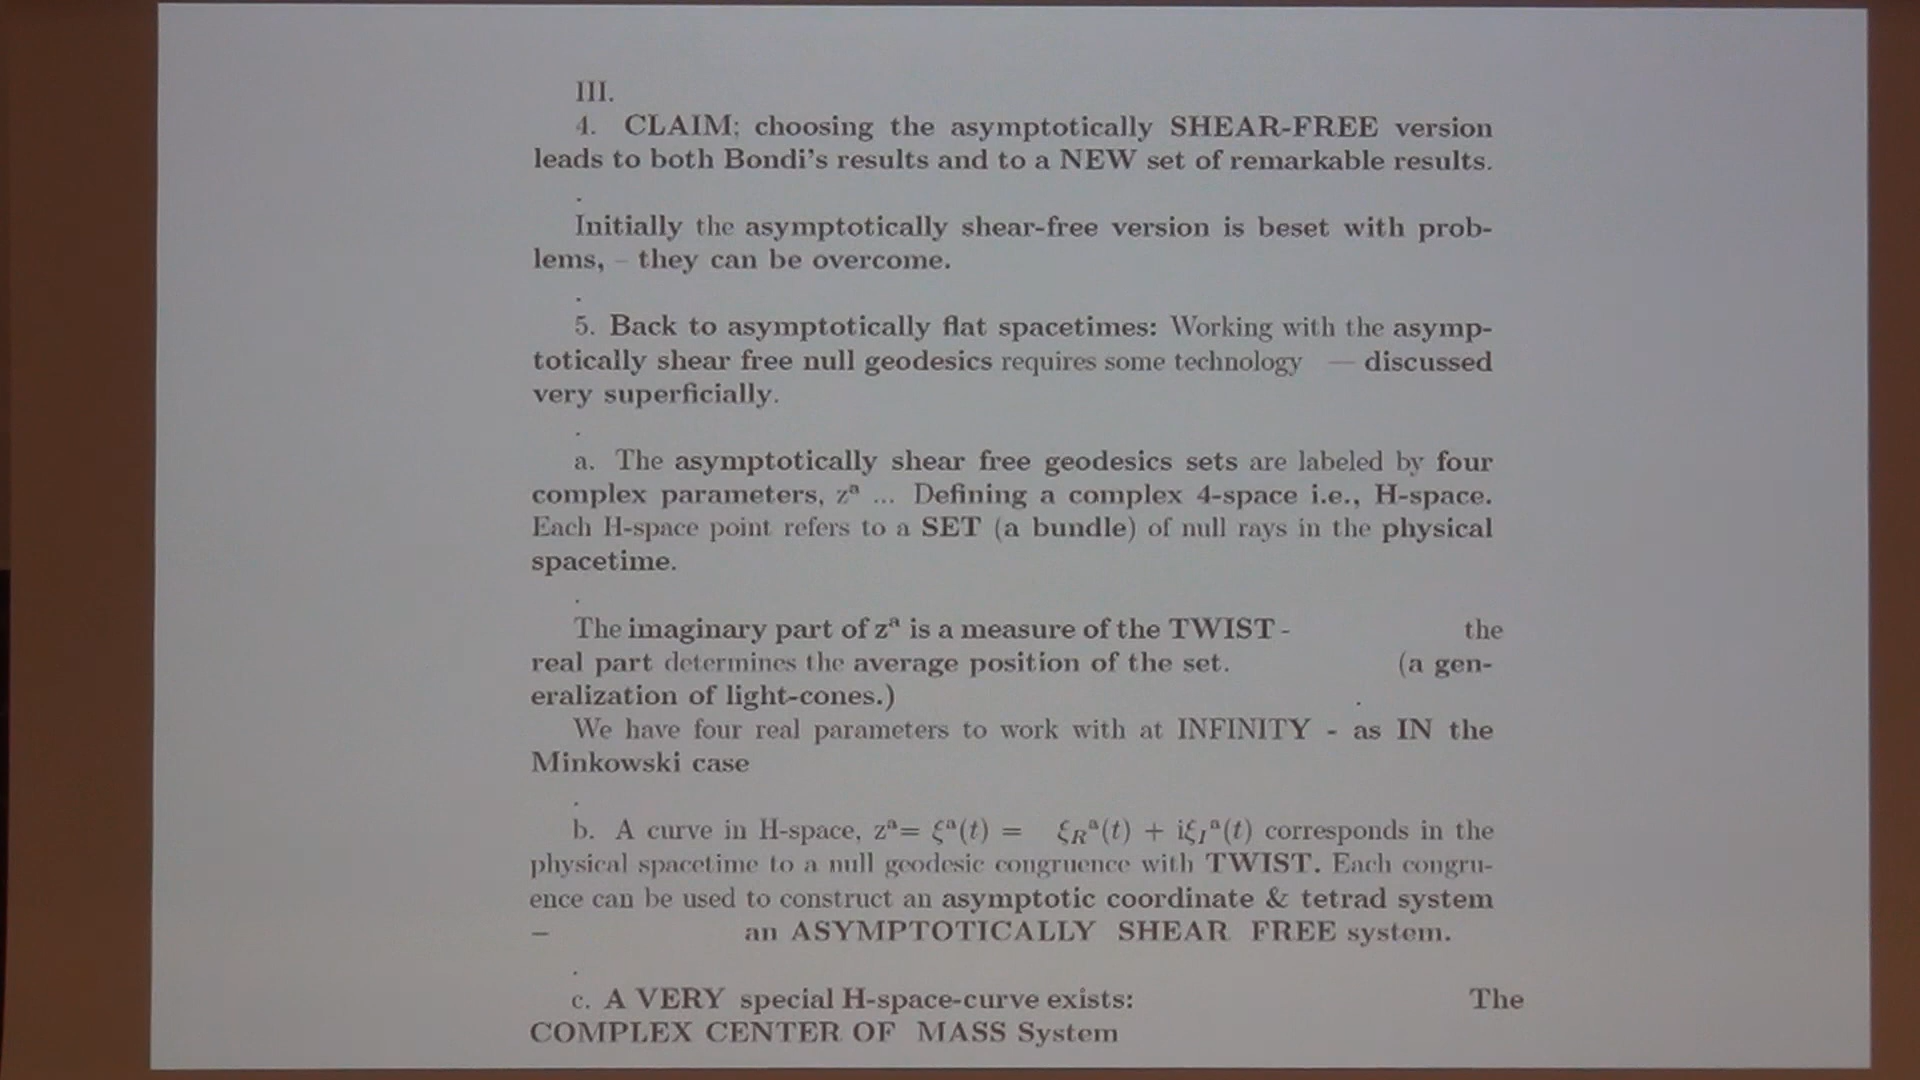 III.
4. CLAIM; choosing the asymptotically SHEAR-FREE version
leads to both Bondi's results and to a NEW set of remarkable results.
.
Initially the asymptotically shear-free version is beset with prob-
lems, – they can be overcome.
.
5. Back to asymptotically flat spacetimes: Working with the asymp-
totically shear free null geodesics requires some technology — discussed
very superficially.
.
a. The asymptotically shear free geodesics sets are labeled by four
complex parameters, zᵃ ... Defining a complex 4-space i.e., H-space.
Each H-space point refers to a SET (a bundle) of null rays in the physical
spacetime.
.
The imaginary part of zᵃ is a measure of the TWIST - the
real part determines the average position of the set. (a gen-
eralization of light-cones.) .
We have four real parameters to work with at INFINITY - as IN the
Minkowski case
.
b. A curve in H-space, zᵃ= ξᵃ(t) = ξ_Rᵃ(t) + iξ_Iᵃ(t) corresponds in the
physical spacetime to a null geodesic congruence with TWIST. Each congru-
ence can be used to construct an asymptotic coordinate & tetrad system
– an ASYMPTOTICALLY SHEAR FREE system.
.
c. A VERY special H-space-curve exists: The
COMPLEX CENTER OF MASS System